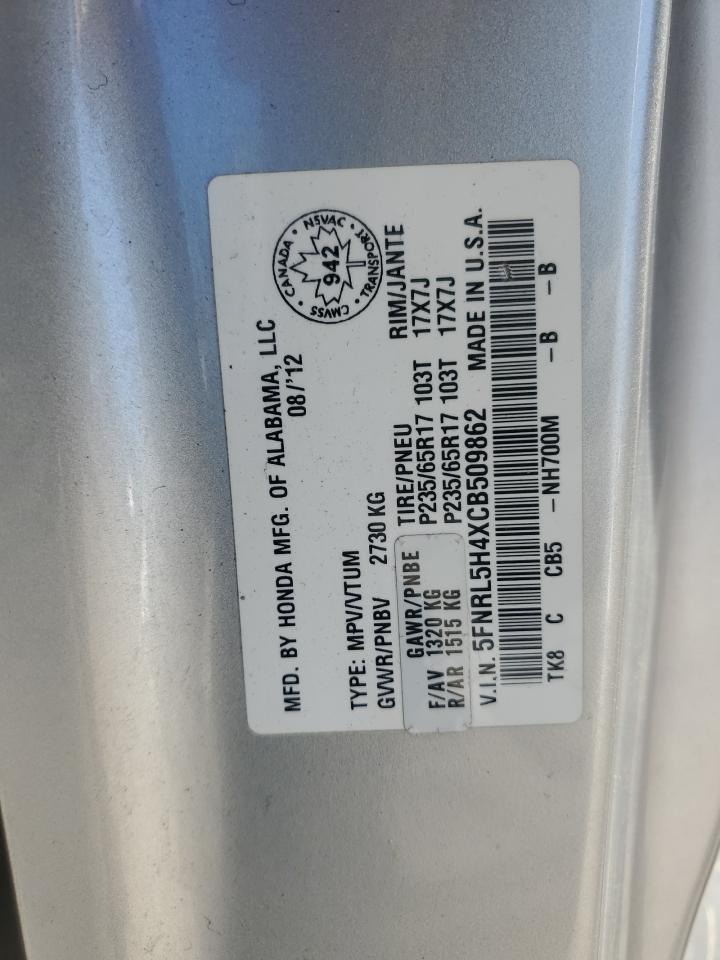 MFD. BY HONDA MFG. OF ALABAMA, LLC
08/'12
CANADA • NSVAC • TRANSPORT • CMVSS •
942
TYPE: MPV/VTUM
GVWR/PNBV 2730 KG
GAWR/PNBE TIRE/PNEU RIM/JANTE
F/AV 1320 KG P235/65R17 103T 17X7J
R/AR 1515 KG P235/65R17 103T 17X7J
V.I.N. 5FNRL5H4XCB509862 MADE IN U.S.A.
TK8 C CB5 -NH700M -B -B